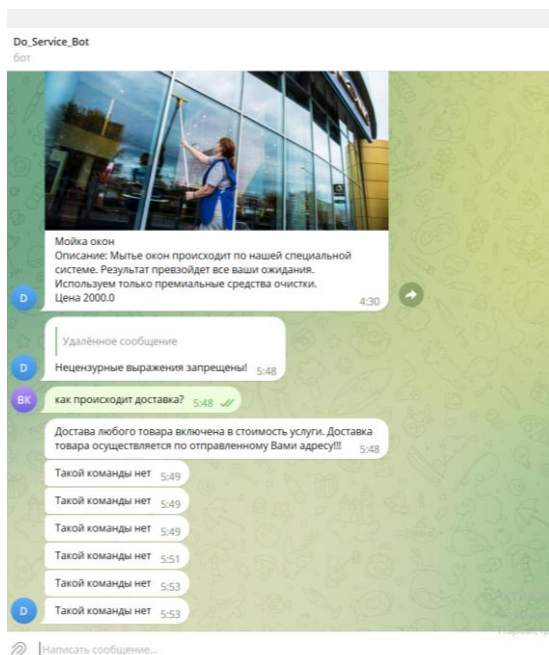 Do_Service_Bot
бот
Мойка окон
Описание: Мытье окон происходит по нашей специальной
системе. Результат превзойдет все ваши ожидания.
Используем только премиальные средства очистки.
Цена 2000.0
4:30
D
Удалённое сообщение
Нецензурные выражения запрещены! 5:48
D
ВК
как происходит доставка? 5:48
Достава любого товара включена в стоимость услуги. Доставка
товара осуществляется по отправленному Вами адресу!!! 5:48
Такой команды нет 5:49
Такой команды нет 5:49
Такой команды нет 5:49
Такой команды нет 5:51
Такой команды нет 5:53
D
Такой команды нет 5:53
Написать сообщение...